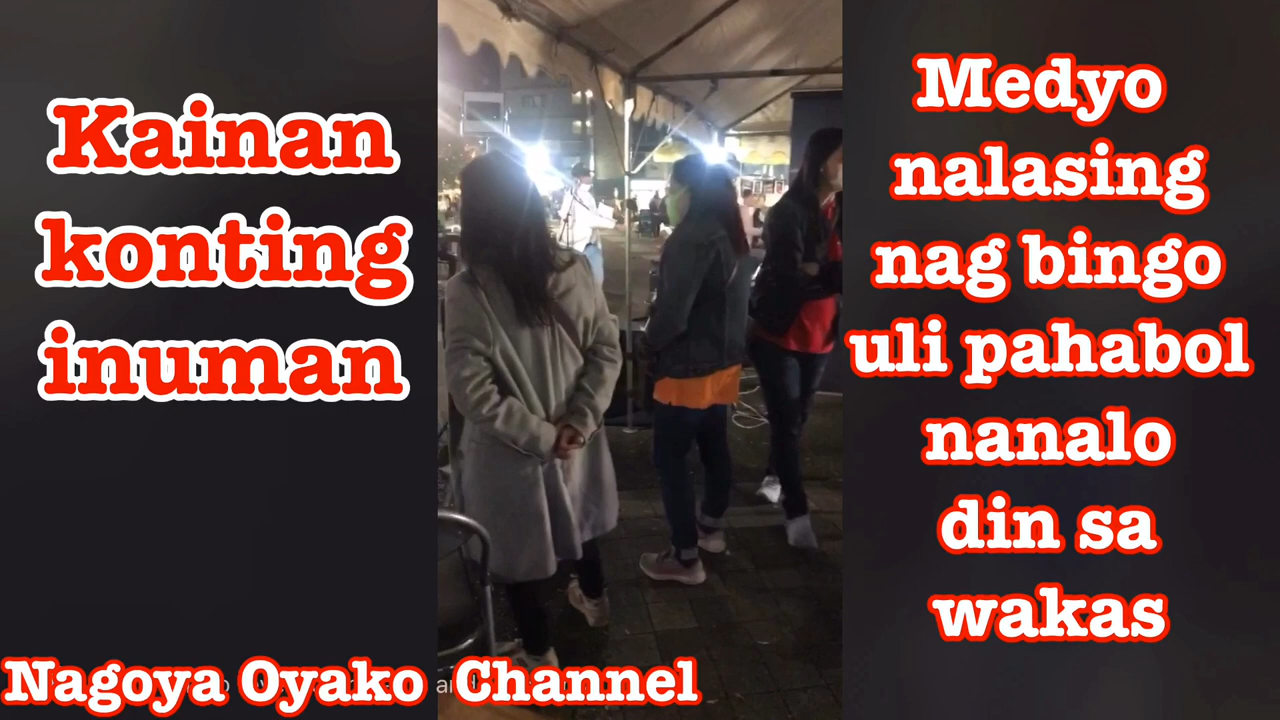 Kainan
konting
inuman
Medyo
nalasing
nag bingo
uli pahabol
nanalo
din sa
wakas
Nagoya Oyako Channel